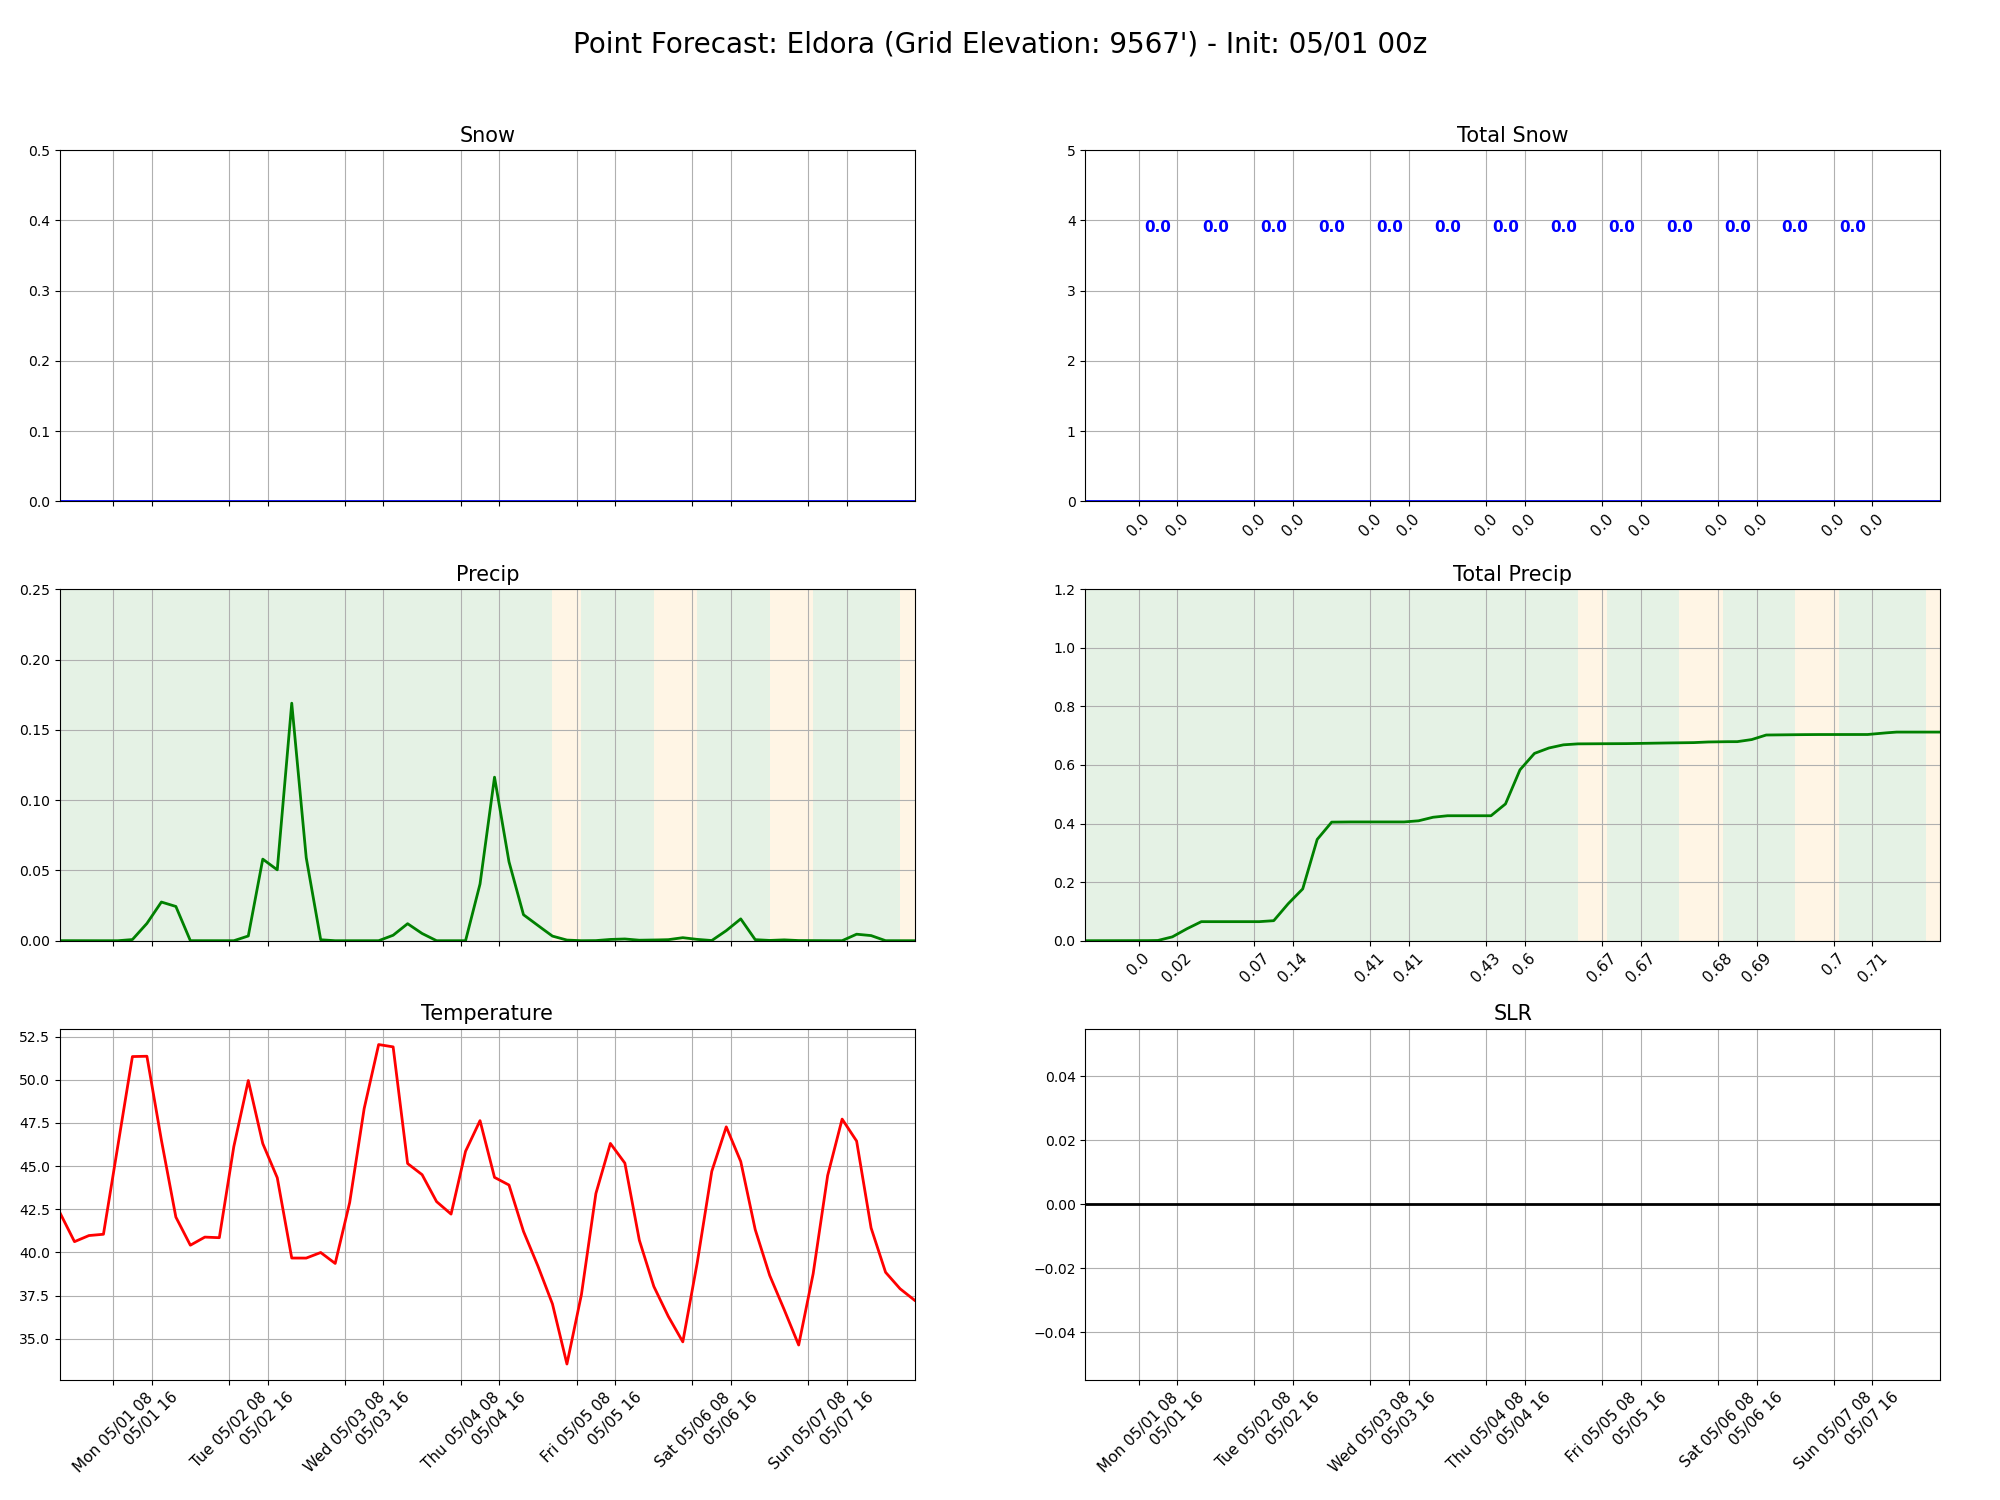 Point Forecast: Eldora (Grid Elevation: 9567') - Init: 05/01 00z
Snow
0.5
0.4
0.3
0.2
0.1
0.0
Total Snow
5
4
3
2
1
0
0.0 0.0 0.0 0.0 0.0 0.0 0.0 0.0 0.0 0.0 0.0 0.0 0.0
0.0 0.0 0.0 0.0 0.0 0.0 0.0 0.0 0.0 0.0 0.0 0.0 0.0 0.0
Precip
0.25
0.20
0.15
0.10
0.05
0.00
Total Precip
1.2
1.0
0.8
0.6
0.4
0.2
0.0
0.0 0.02 0.07 0.14 0.41 0.41 0.43 0.6 0.67 0.67 0.68 0.69 0.7 0.71
Temperature
52.5
50.0
47.5
45.0
42.5
40.0
37.5
35.0
Mon 05/01 08
05/01 16
Tue 05/02 08
05/02 16
Wed 05/03 08
05/03 16
Thu 05/04 08
05/04 16
Fri 05/05 08
05/05 16
Sat 05/06 08
05/06 16
Sun 05/07 08
05/07 16
SLR
0.04
0.02
0.00
−0.02
−0.04
Mon 05/01 08
05/01 16
Tue 05/02 08
05/02 16
Wed 05/03 08
05/03 16
Thu 05/04 08
05/04 16
Fri 05/05 08
05/05 16
Sat 05/06 08
05/06 16
Sun 05/07 08
05/07 16